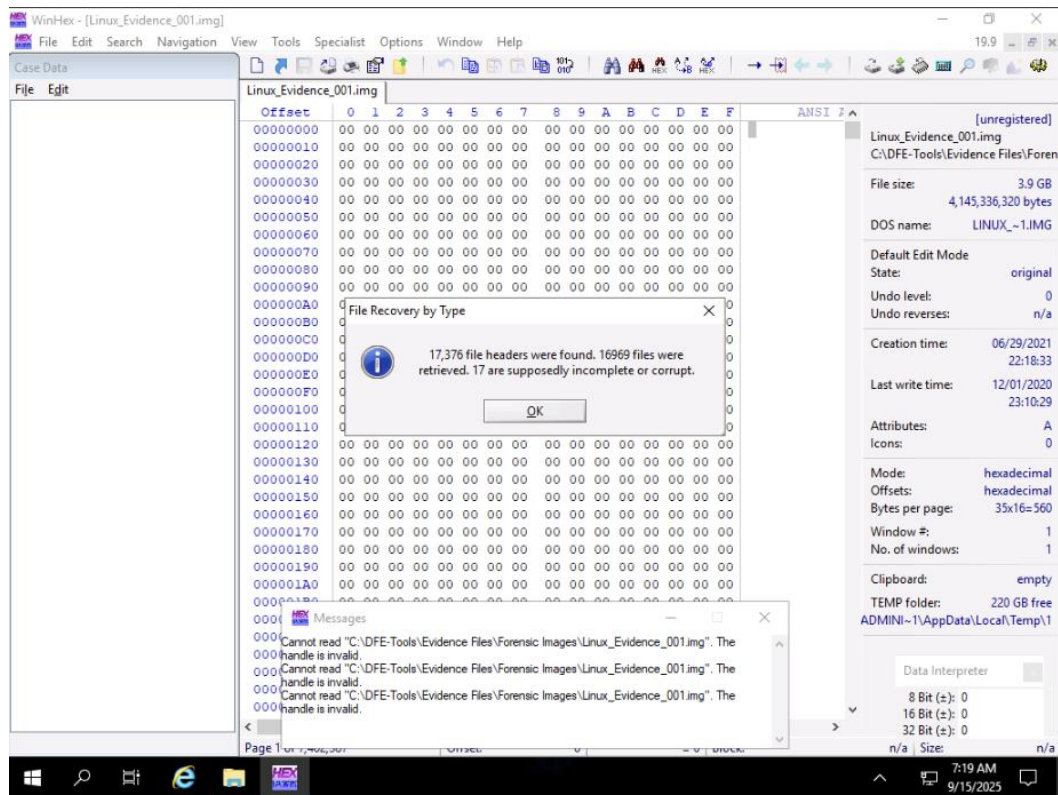 WinHex - [Linux_Evidence_001.img]
File Edit Search Navigation View Tools Specialist Options Window Help
19.9
Case Data
File Edit
Linux_Evidence_001.img
Offset 0 1 2 3 4 5 6 7 8 9 A B C D E F ANSI
00000000 00 00 00 00 00 00 00 00 00 00 00 00 00 00 00 00
00000010 00 00 00 00 00 00 00 00 00 00 00 00 00 00 00 00
00000020 00 00 00 00 00 00 00 00 00 00 00 00 00 00 00 00
00000030 00 00 00 00 00 00 00 00 00 00 00 00 00 00 00 00
00000040 00 00 00 00 00 00 00 00 00 00 00 00 00 00 00 00
00000050 00 00 00 00 00 00 00 00 00 00 00 00 00 00 00 00
00000060 00 00 00 00 00 00 00 00 00 00 00 00 00 00 00 00
00000070 00 00 00 00 00 00 00 00 00 00 00 00 00 00 00 00
00000080 00 00 00 00 00 00 00 00 00 00 00 00 00 00 00 00
00000090 00 00 00 00 00 00 00 00 00 00 00 00 00 00 00 00
000000A0
000000B0
000000C0
000000D0
000000E0
000000F0
00000100
00000110
00000120 00 00 00 00 00 00 00 00 00 00 00 00 00 00 00 00
00000130 00 00 00 00 00 00 00 00 00 00 00 00 00 00 00 00
00000140 00 00 00 00 00 00 00 00 00 00 00 00 00 00 00 00
00000150 00 00 00 00 00 00 00 00 00 00 00 00 00 00 00 00
00000160 00 00 00 00 00 00 00 00 00 00 00 00 00 00 00 00
00000170 00 00 00 00 00 00 00 00 00 00 00 00 00 00 00 00
00000180 00 00 00 00 00 00 00 00 00 00 00 00 00 00 00 00
00000190 00 00 00 00 00 00 00 00 00 00 00 00 00 00 00 00
000001A0 00 00 00 00 00 00 00 00 00 00 00 00 00 00 00 00
File Recovery by Type
17,376 file headers were found. 16969 files were
retrieved. 17 are supposedly incomplete or corrupt.
OK
Messages
Cannot read "C:\DFE-Tools\Evidence Files\Forensic Images\Linux_Evidence_001.img". The
handle is invalid.
Cannot read "C:\DFE-Tools\Evidence Files\Forensic Images\Linux_Evidence_001.img". The
handle is invalid.
Cannot read "C:\DFE-Tools\Evidence Files\Forensic Images\Linux_Evidence_001.img". The
handle is invalid.
[unregistered]
Linux_Evidence_001.img
C:\DFE-Tools\Evidence Files\Foren
File size: 3.9 GB
4,145,336,320 bytes
DOS name: LINUX_~1.IMG
Default Edit Mode
State: original
Undo level: 0
Undo reverses: n/a
Creation time: 06/29/2021
22:18:33
Last write time: 12/01/2020
23:10:29
Attributes: A
Icons: 0
Mode: hexadecimal
Offsets: hexadecimal
Bytes per page: 35x16=560
Window #: 1
No. of windows: 1
Clipboard: empty
TEMP folder: 220 GB free
ADMINI~1\AppData\Local\Temp\1
Data Interpreter
8 Bit (±): 0
16 Bit (±): 0
32 Bit (±): 0
n/a Size: n/a
7:19 AM
9/15/2025